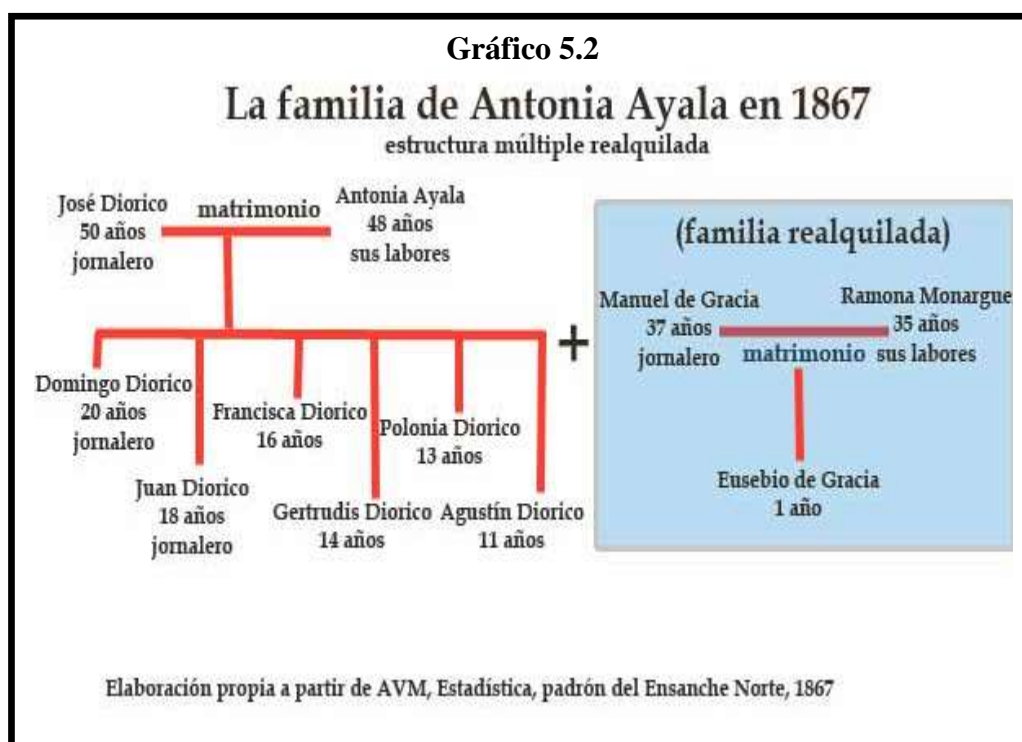 Gráfico 5.2
La familia de Antonia Ayala en 1867
estructura múltiple realquilada
José Diorico
50 años
jornalero
matrimonio
Antonia Ayala
48 años
sus labores
Domingo Diorico
20 años
jornalero
Juan Diorico
18 años
jornalero
Francisca Diorico
16 años
Gertrudis Diorico
14 años
Polonia Diorico
13 años
Agustín Diorico
11 años
+
(familia realquilada)
Manuel de Gracia
37 años
jornalero
matrimonio
Ramona Monargue
35 años
sus labores
Eusebio de Gracia
1 año
Elaboración propia a partir de AVM, Estadística, padrón del Ensanche Norte, 1867